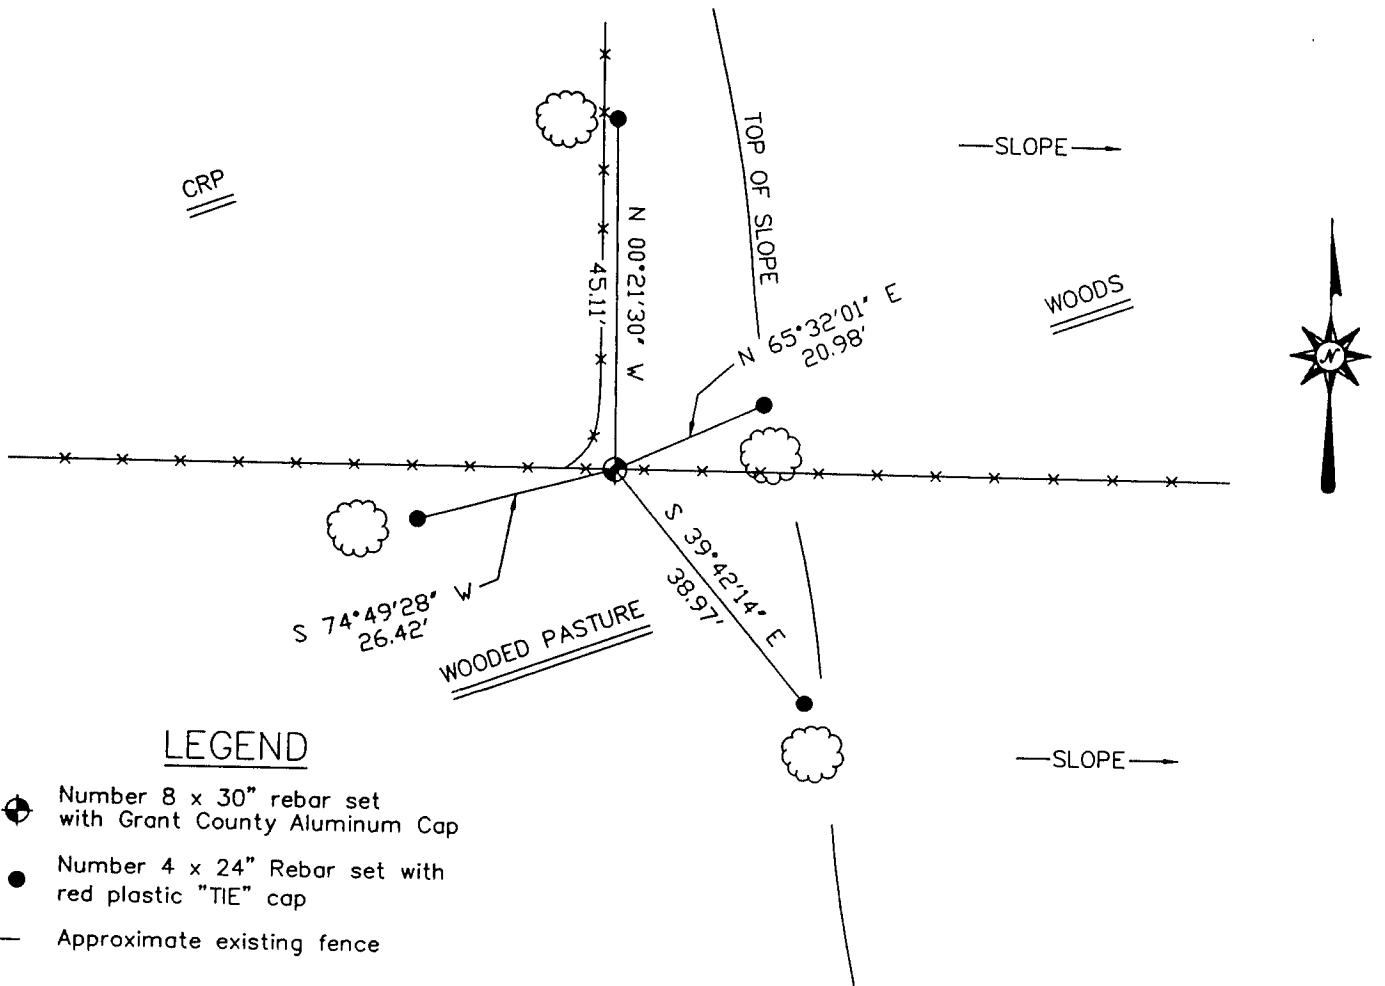 TOP OF SLOPE
—SLOPE
CRP
N 00°21'30" W
45.11'
WOODS
N 65°32'01" E
20.98'
N
S 39°42'14" E
38.97'
S 74°49'28" W
26.42'
WOODED PASTURE
LEGEND
SLOPE
Number 8 x 30" rebar set
with Grant County Aluminum Cap
Number 4 x 24" Rebar set with
red plastic "TIE" cap
Approximate existing fence